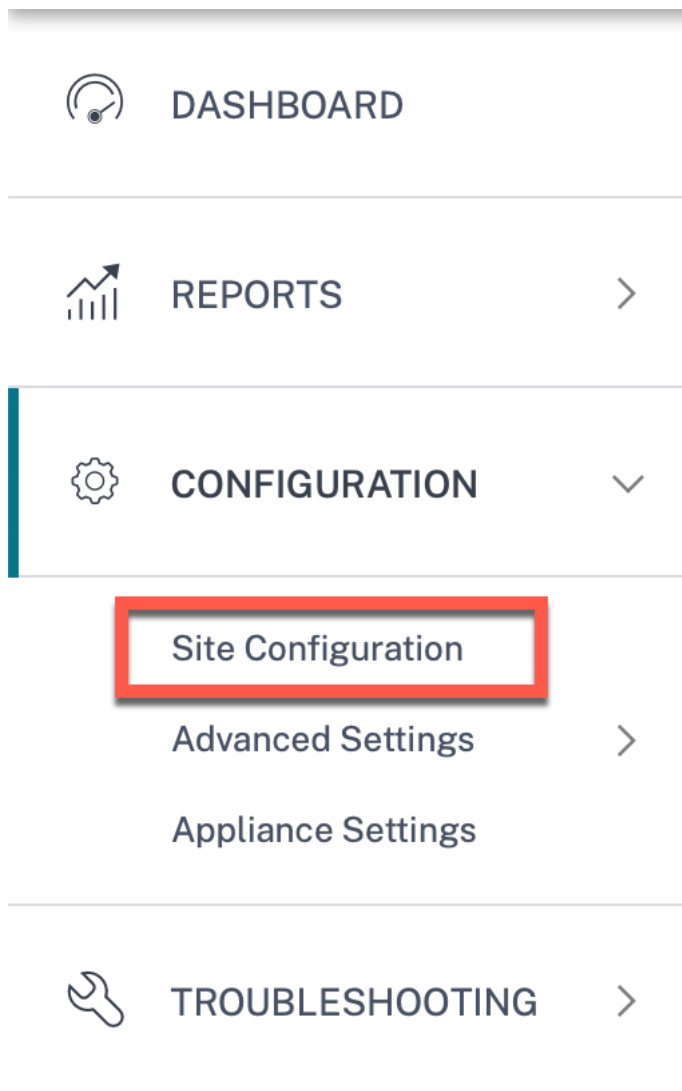 DASHBOARD
REPORTS
CONFIGURATION
Site Configuration
Advanced Settings
Appliance Settings
TROUBLESHOOTING